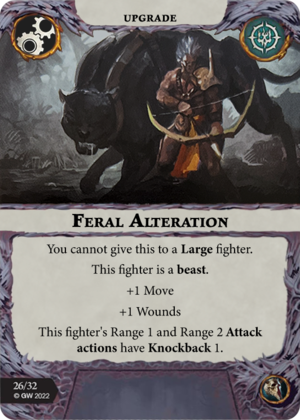 UPGRADE
FERAL ALTERATION
You cannot give this to a Large fighter.
This fighter is a beast.
+1 Move
+1 Wounds
This fighter's Range 1 and Range 2 Attack
actions have Knockback 1.
26/32
© GW 2022